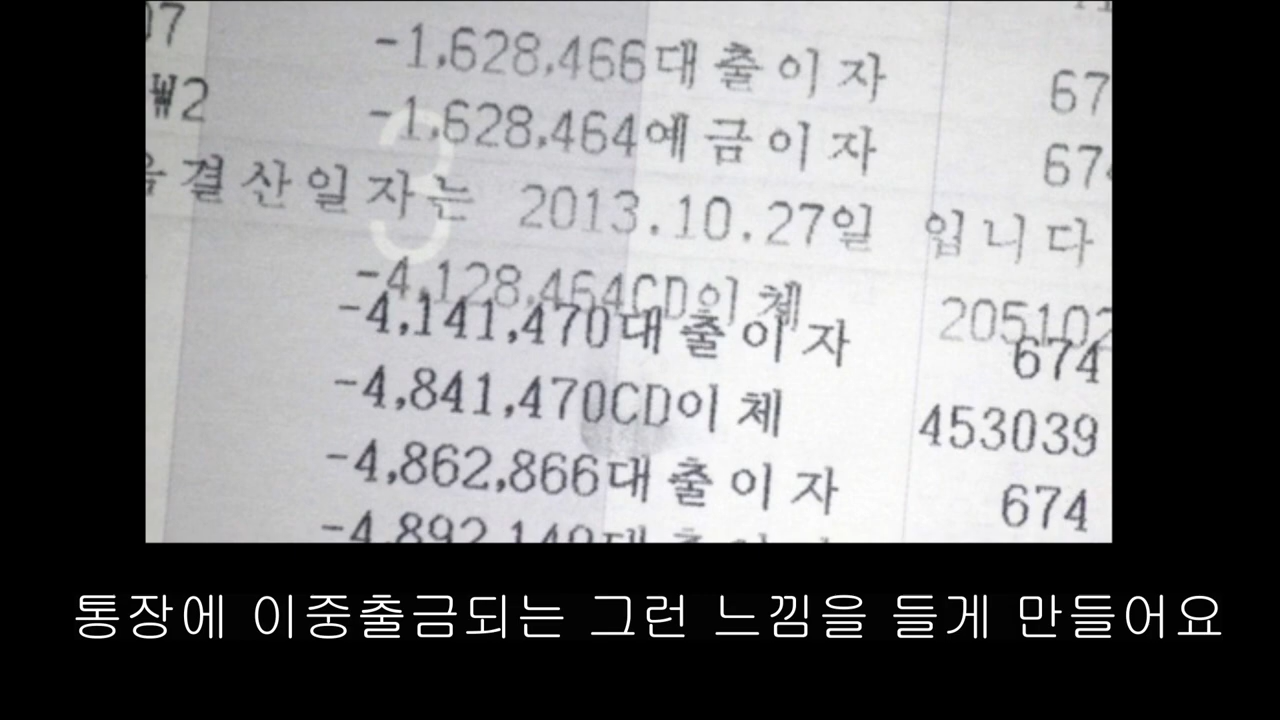 07 -1,628,466대출이자 67
₩2 -1,628,464예금이자 674
결산일자는 2013.10.27일 입니다
-4,128,464CD이체 205102
-4,141,470대출이자 674
-4,841,470CD이체 453039
-4,862,866대출이자 674
통장에 이중출금되는 그런 느낌을 들게 만들어요